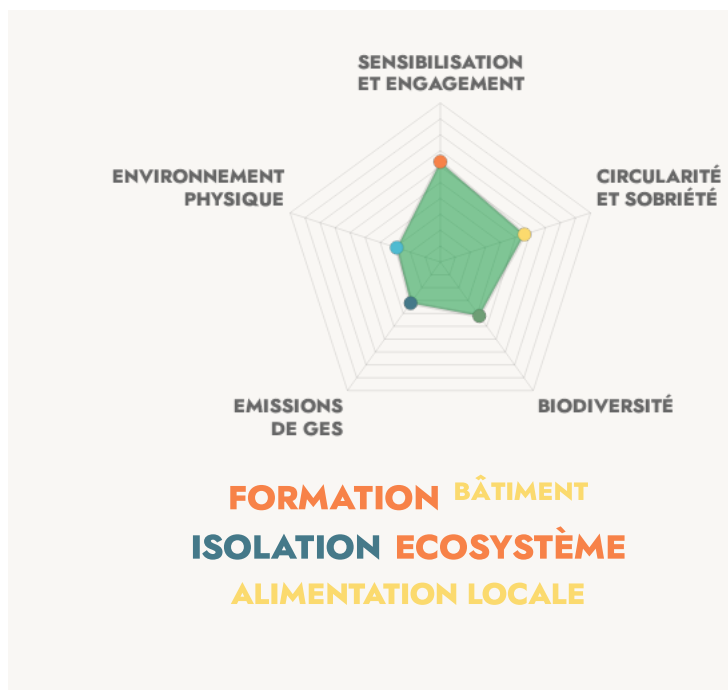 SENSIBILISATION
ET ENGAGEMENT
ENVIRONNEMENT
PHYSIQUE
CIRCULARITÉ
ET SOBRIÉTÉ
EMISSIONS
DE GES
BIODIVERSITÉ
FORMATION BÂTIMENT
ISOLATION ECOSYSTÈME
ALIMENTATION LOCALE